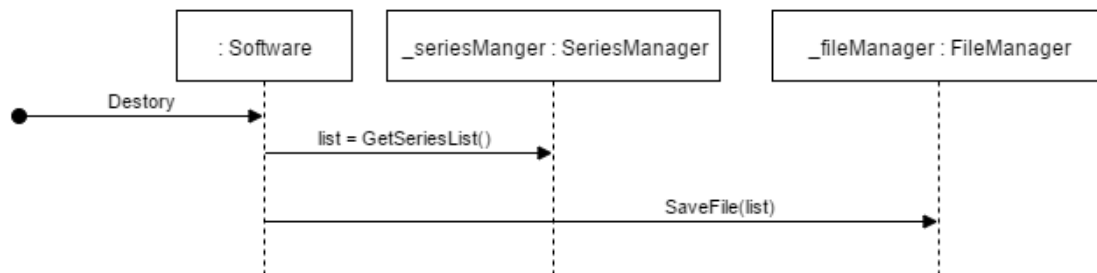 : Software
_seriesManger : SeriesManager
_fileManager : FileManager
Destory
list = GetSeriesList()
SaveFile(list)